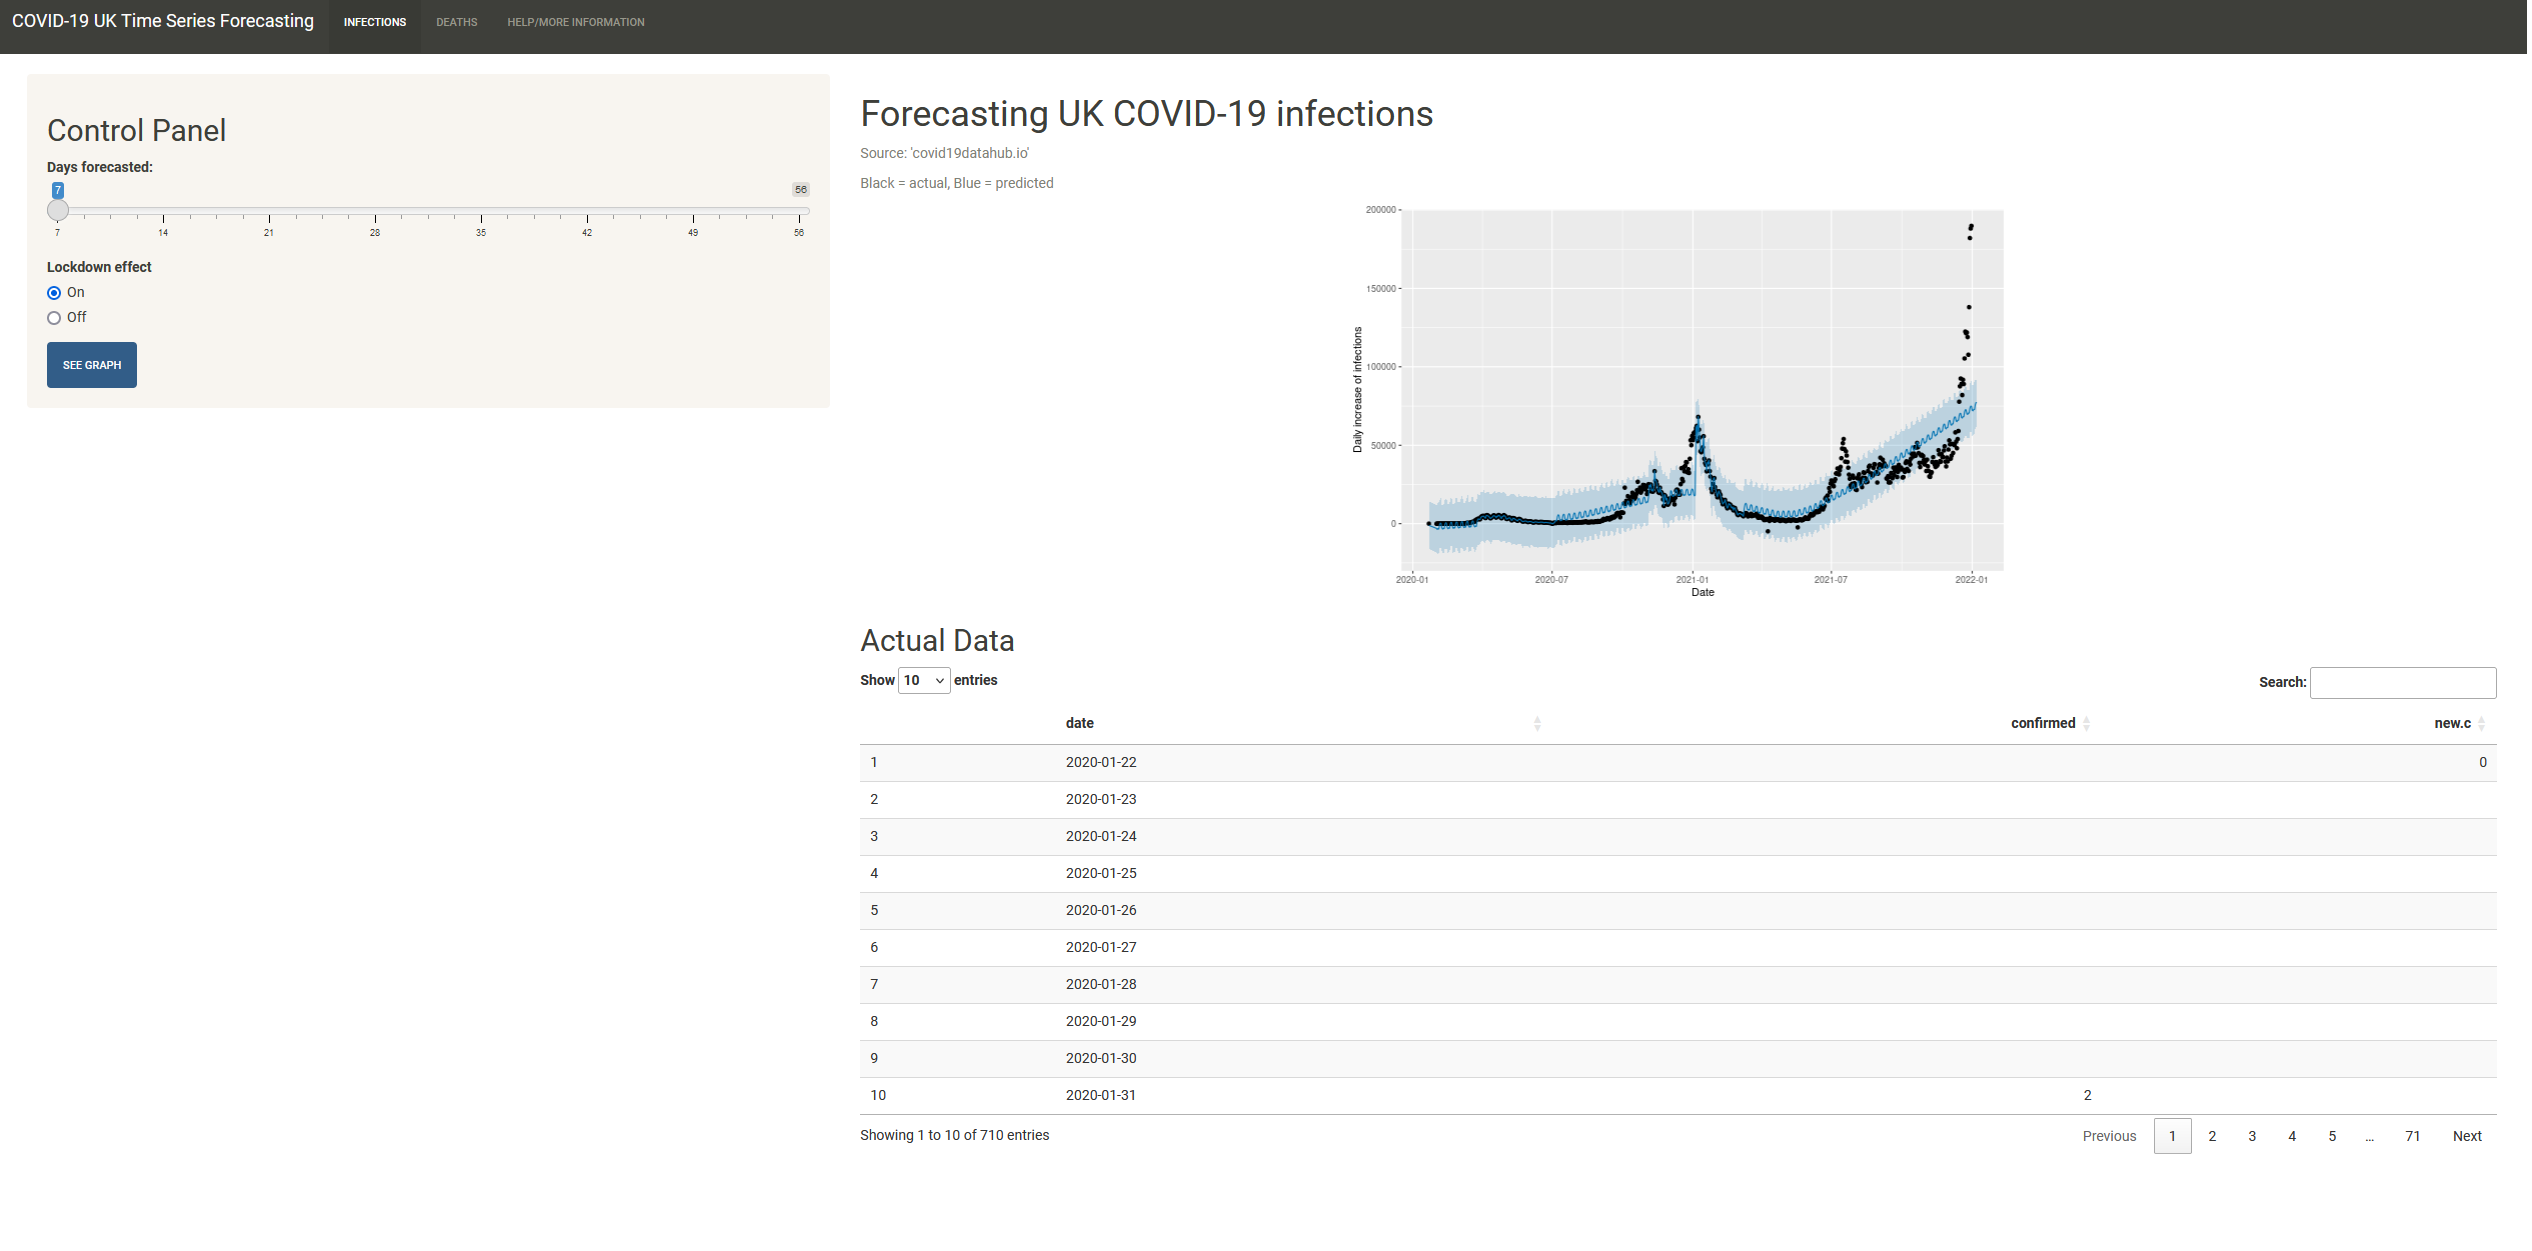 COVID-19 UK Time Series Forecasting INFECTIONS DEATHS HELP/MORE INFORMATION
Control Panel
Days forecasted:
7 56
7 14 21 28 35 42 49 56
Lockdown effect
On
Off
SEE GRAPH
Forecasting UK COVID-19 infections
Source: 'covid19datahub.io'
Black = actual, Blue = predicted
200000
150000
100000
50000
0
Daily increase of infections
2020-01 2020-07 2021-01 2021-07 2022-01
Date
Actual Data
Show 10 entries Search:
date confirmed new.c
1 2020-01-22 0
2 2020-01-23
3 2020-01-24
4 2020-01-25
5 2020-01-26
6 2020-01-27
7 2020-01-28
8 2020-01-29
9 2020-01-30
10 2020-01-31 2
Showing 1 to 10 of 710 entries Previous 1 2 3 4 5 … 71 Next